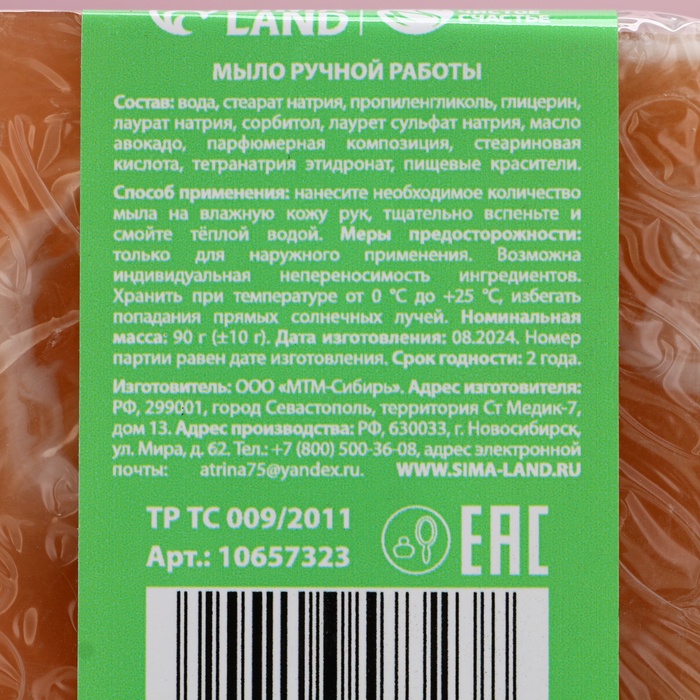 LAND
СЧАСТЬЕ
МЫЛО РУЧНОЙ РАБОТЫ
Состав: вода, стеарат натрия, пропиленгликоль, глицерин,
лаурат натрия, сорбитол, лаурет сульфат натрия, масло
авокадо, парфюмерная композиция, стеариновая
кислота, тетранатрия этидронат, пищевые красители.
Способ применения: нанесите необходимое количество
мыла на влажную кожу рук, тщательно вспеньте и
смойте тёплой водой. Меры предосторожности:
только для наружного применения. Возможна
индивидуальная непереносимость ингредиентов.
Хранить при температуре от 0 °С до +25 °С, избегать
попадания прямых солнечных лучей. Номинальная
масса: 90 г (±10 г). Дата изготовления: 08.2024. Номер
партии равен дате изготовления. Срок годности: 2 года.
Изготовитель: ООО «МТМ-Сибирь». Адрес изготовителя:
РФ, 299001, город Севастополь, территория Ст Медик-7,
дом 13. Адрес производства: РФ, 630033, г. Новосибирск,
ул. Мира, д. 62. Тел.: +7 (800) 500-36-08, адрес электронной
почты: atrina75@yandex.ru. WWW.SIMA-LAND.RU
ТР ТС 009/2011
Арт.: 10657323
ЕАС